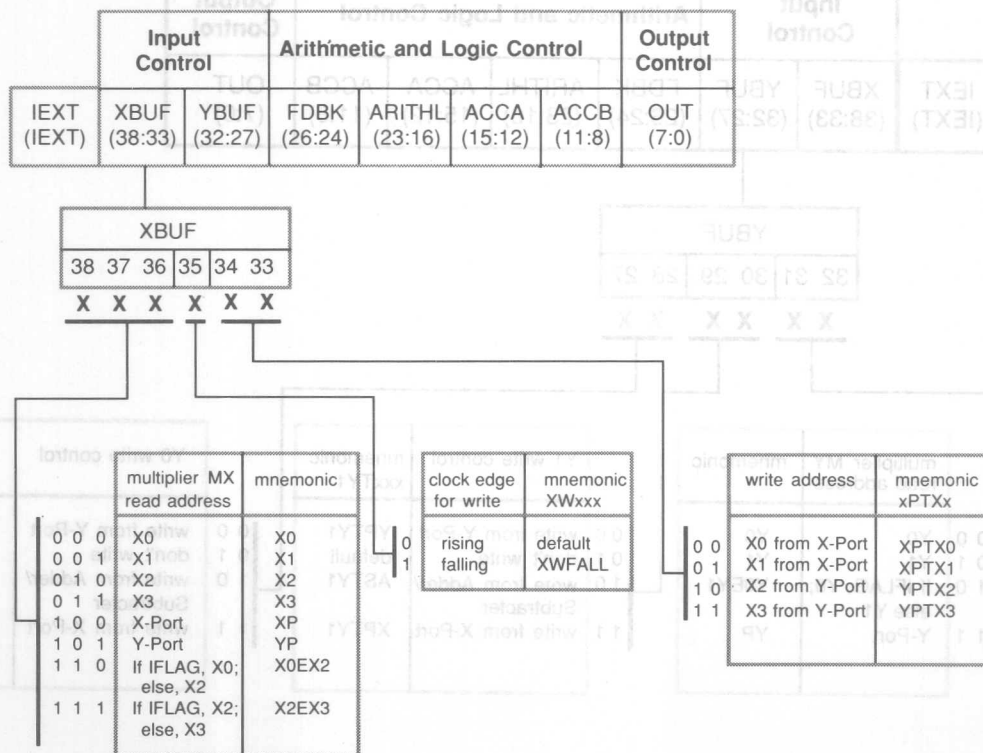 Input Control
Arithmetic and Logic Control
Output Control
IEXT (IEXT)
XBUF (38:33)
YBUF (32:27)
FDBK (26:24)
ARITHL (23:16)
ACCA (15:12)
ACCB (11:8)
OUT (7:0)
XBUF
38 37 36 35 34 33
X X X X X X
multiplier MX read address mnemonic
0 0 0 X0 X0
0 0 1 X1 X1
0 1 0 X2 X2
0 1 1 X3 X3
1 0 0 X-Port XP
1 0 1 Y-Port YP
1 1 0 If IFLAG, X0; else, X2 X0EX2
1 1 1 If IFLAG, X2; else, X3 X2EX3
clock edge for write mnemonic XWxxx
0 rising default
1 falling XWFALL
write address mnemonic xPTXx
0 0 X0 from X-Port XPTX0
0 1 X1 from X-Port XPTX1
1 0 X2 from Y-Port YPTX2
1 1 X3 from Y-Port YPTX3